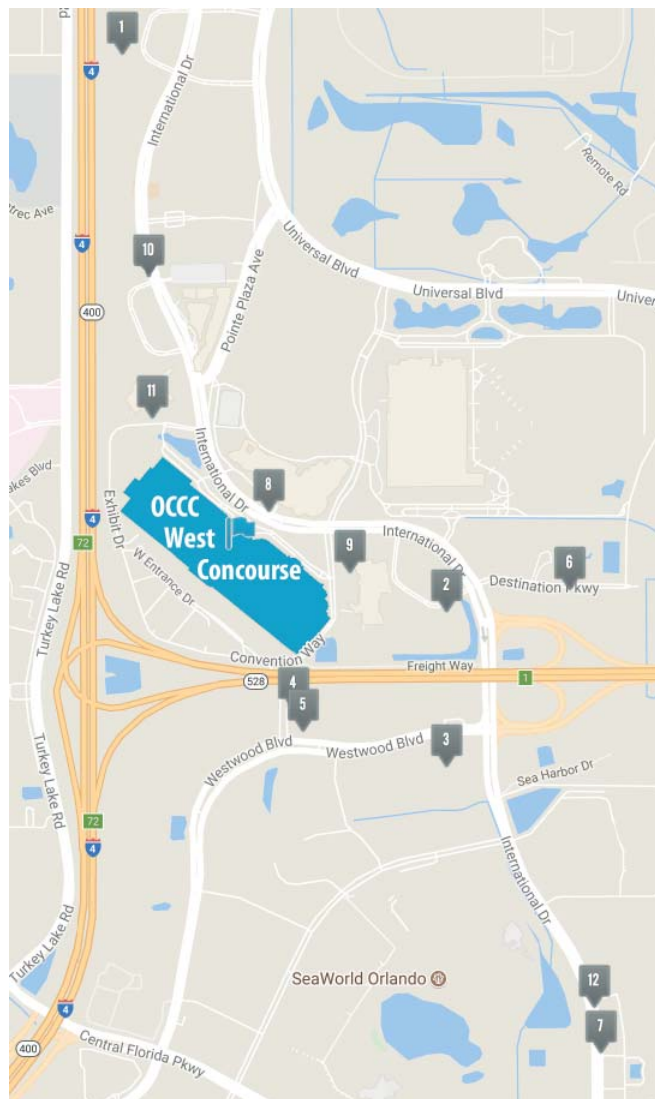 pd
1
4
International Dr
Remote Rd
trec Ave
4
10
Universal Blvd
Pointe Plaza Ave
Universal Blvd
Univer
400
11
International Dr
akes Blvd
8
OCCC
West
Concourse
Exhibit Dr
4
72
9
International Dr
6
2
Destination Pkwy
W Entrance Dr
Turkey Lake Rd
Convention Way
Freight Way
528
4
1
5
Westwood Blvd
Westwood Blvd
3
Sea Harbor Dr
Turkey Lake Rd
72
4
International Dr
Turkey Lake Rd
SeaWorld Orlando
12
4
7
400
Central Florida Pkwy